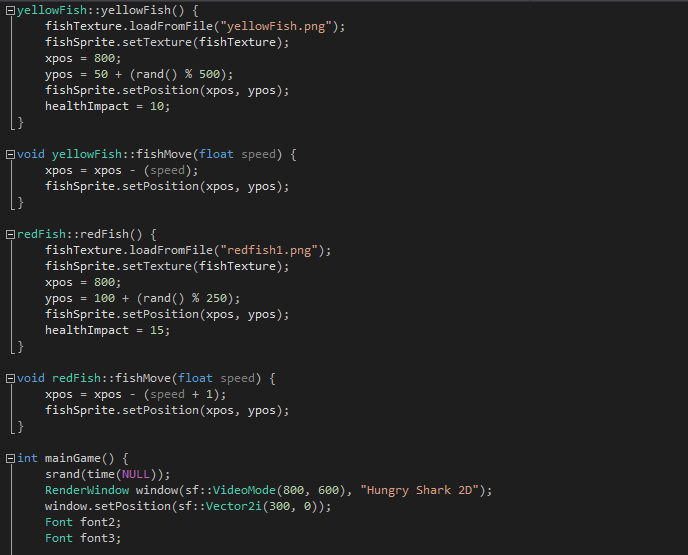 yellowFish::yellowFish() {
fishTexture.loadFromFile("yellowFish.png");
fishSprite.setTexture(fishTexture);
xpos = 800;
ypos = 50 + (rand() % 500);
fishSprite.setPosition(xpos, ypos);
healthImpact = 10;
}
void yellowFish::fishMove(float speed) {
xpos = xpos - (speed);
fishSprite.setPosition(xpos, ypos);
}
redFish::redFish() {
fishTexture.loadFromFile("redfish1.png");
fishSprite.setTexture(fishTexture);
xpos = 800;
ypos = 100 + (rand() % 250);
fishSprite.setPosition(xpos, ypos);
healthImpact = 15;
}
void redFish::fishMove(float speed) {
xpos = xpos - (speed + 1);
fishSprite.setPosition(xpos, ypos);
}
int mainGame() {
srand(time(NULL));
RenderWindow window(sf::VideoMode(800, 600), "Hungry Shark 2D");
window.setPosition(sf::Vector2i(300, 0));
Font font2;
Font font3;